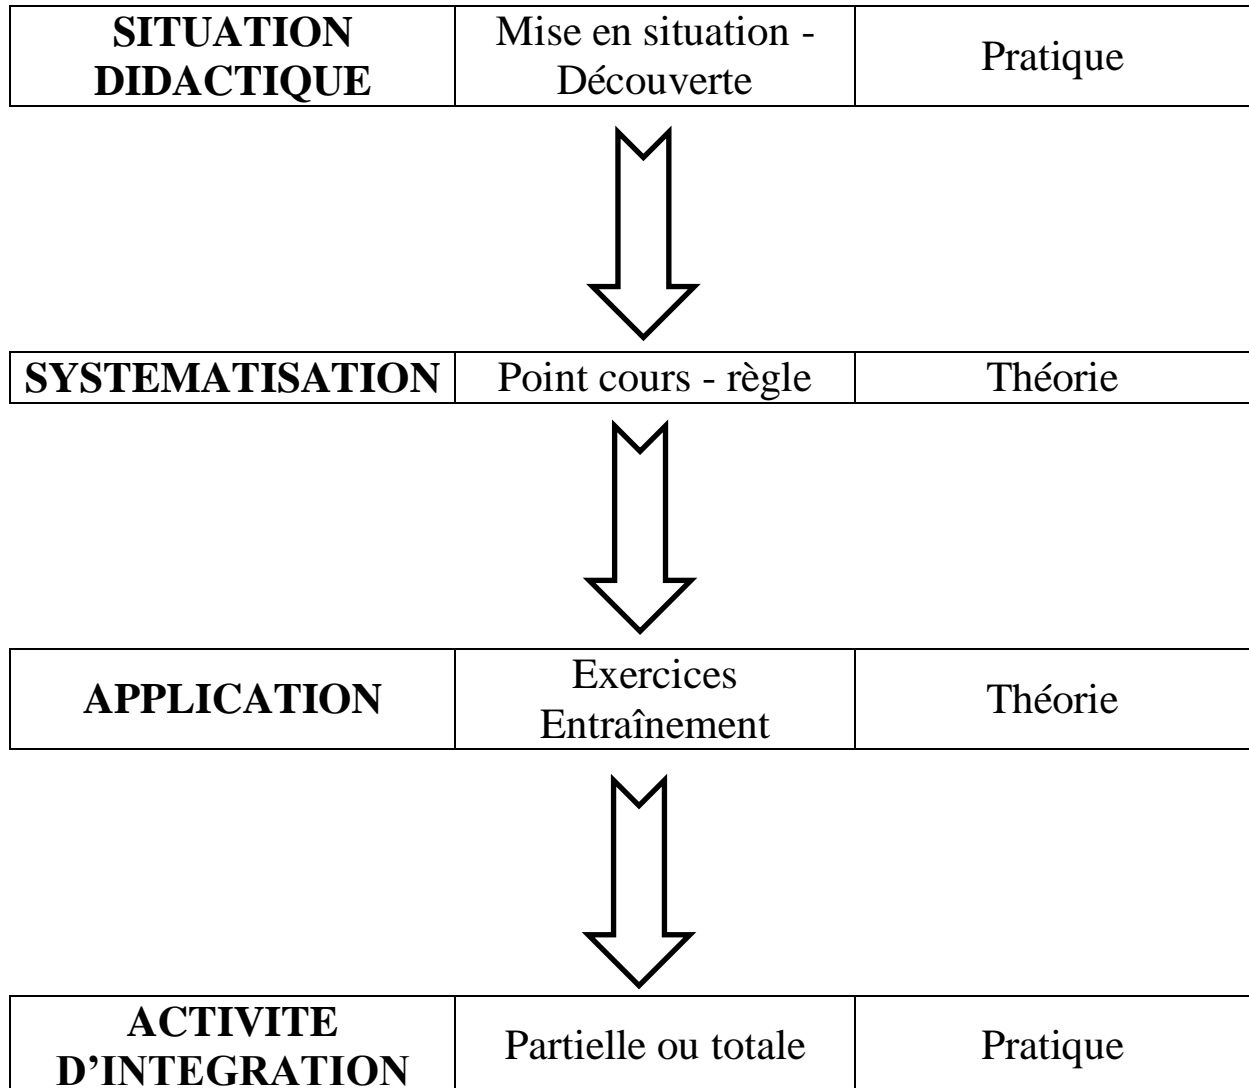 SITUATION
DIDACTIQUE
Mise en situation -
Découverte
Pratique
SYSTEMATISATION
Point cours - règle
Théorie
APPLICATION
Exercices
Entraînement
Théorie
ACTIVITE
D’INTEGRATION
Partielle ou totale
Pratique